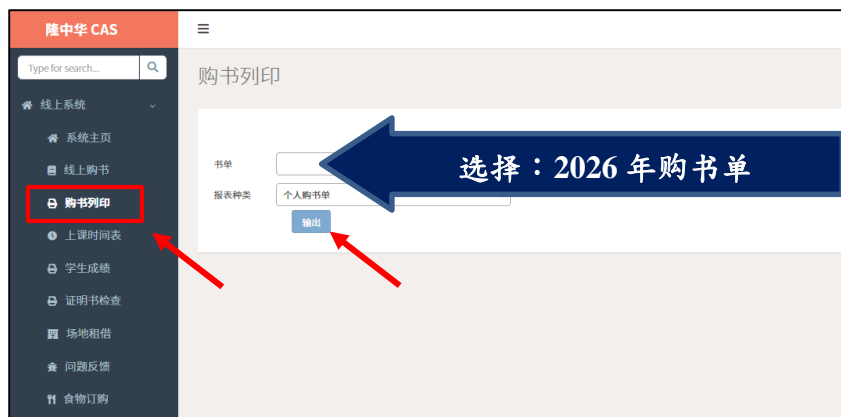 隆中华 CAS
Type for search...
线上系统
系统主页
线上购书
购书列印
上课时间表
学生成绩
证明书检查
场地租借
问题反馈
食物订购
购书列印
书单
选择：2026 年购书单
报表种类
个人购书单
输出